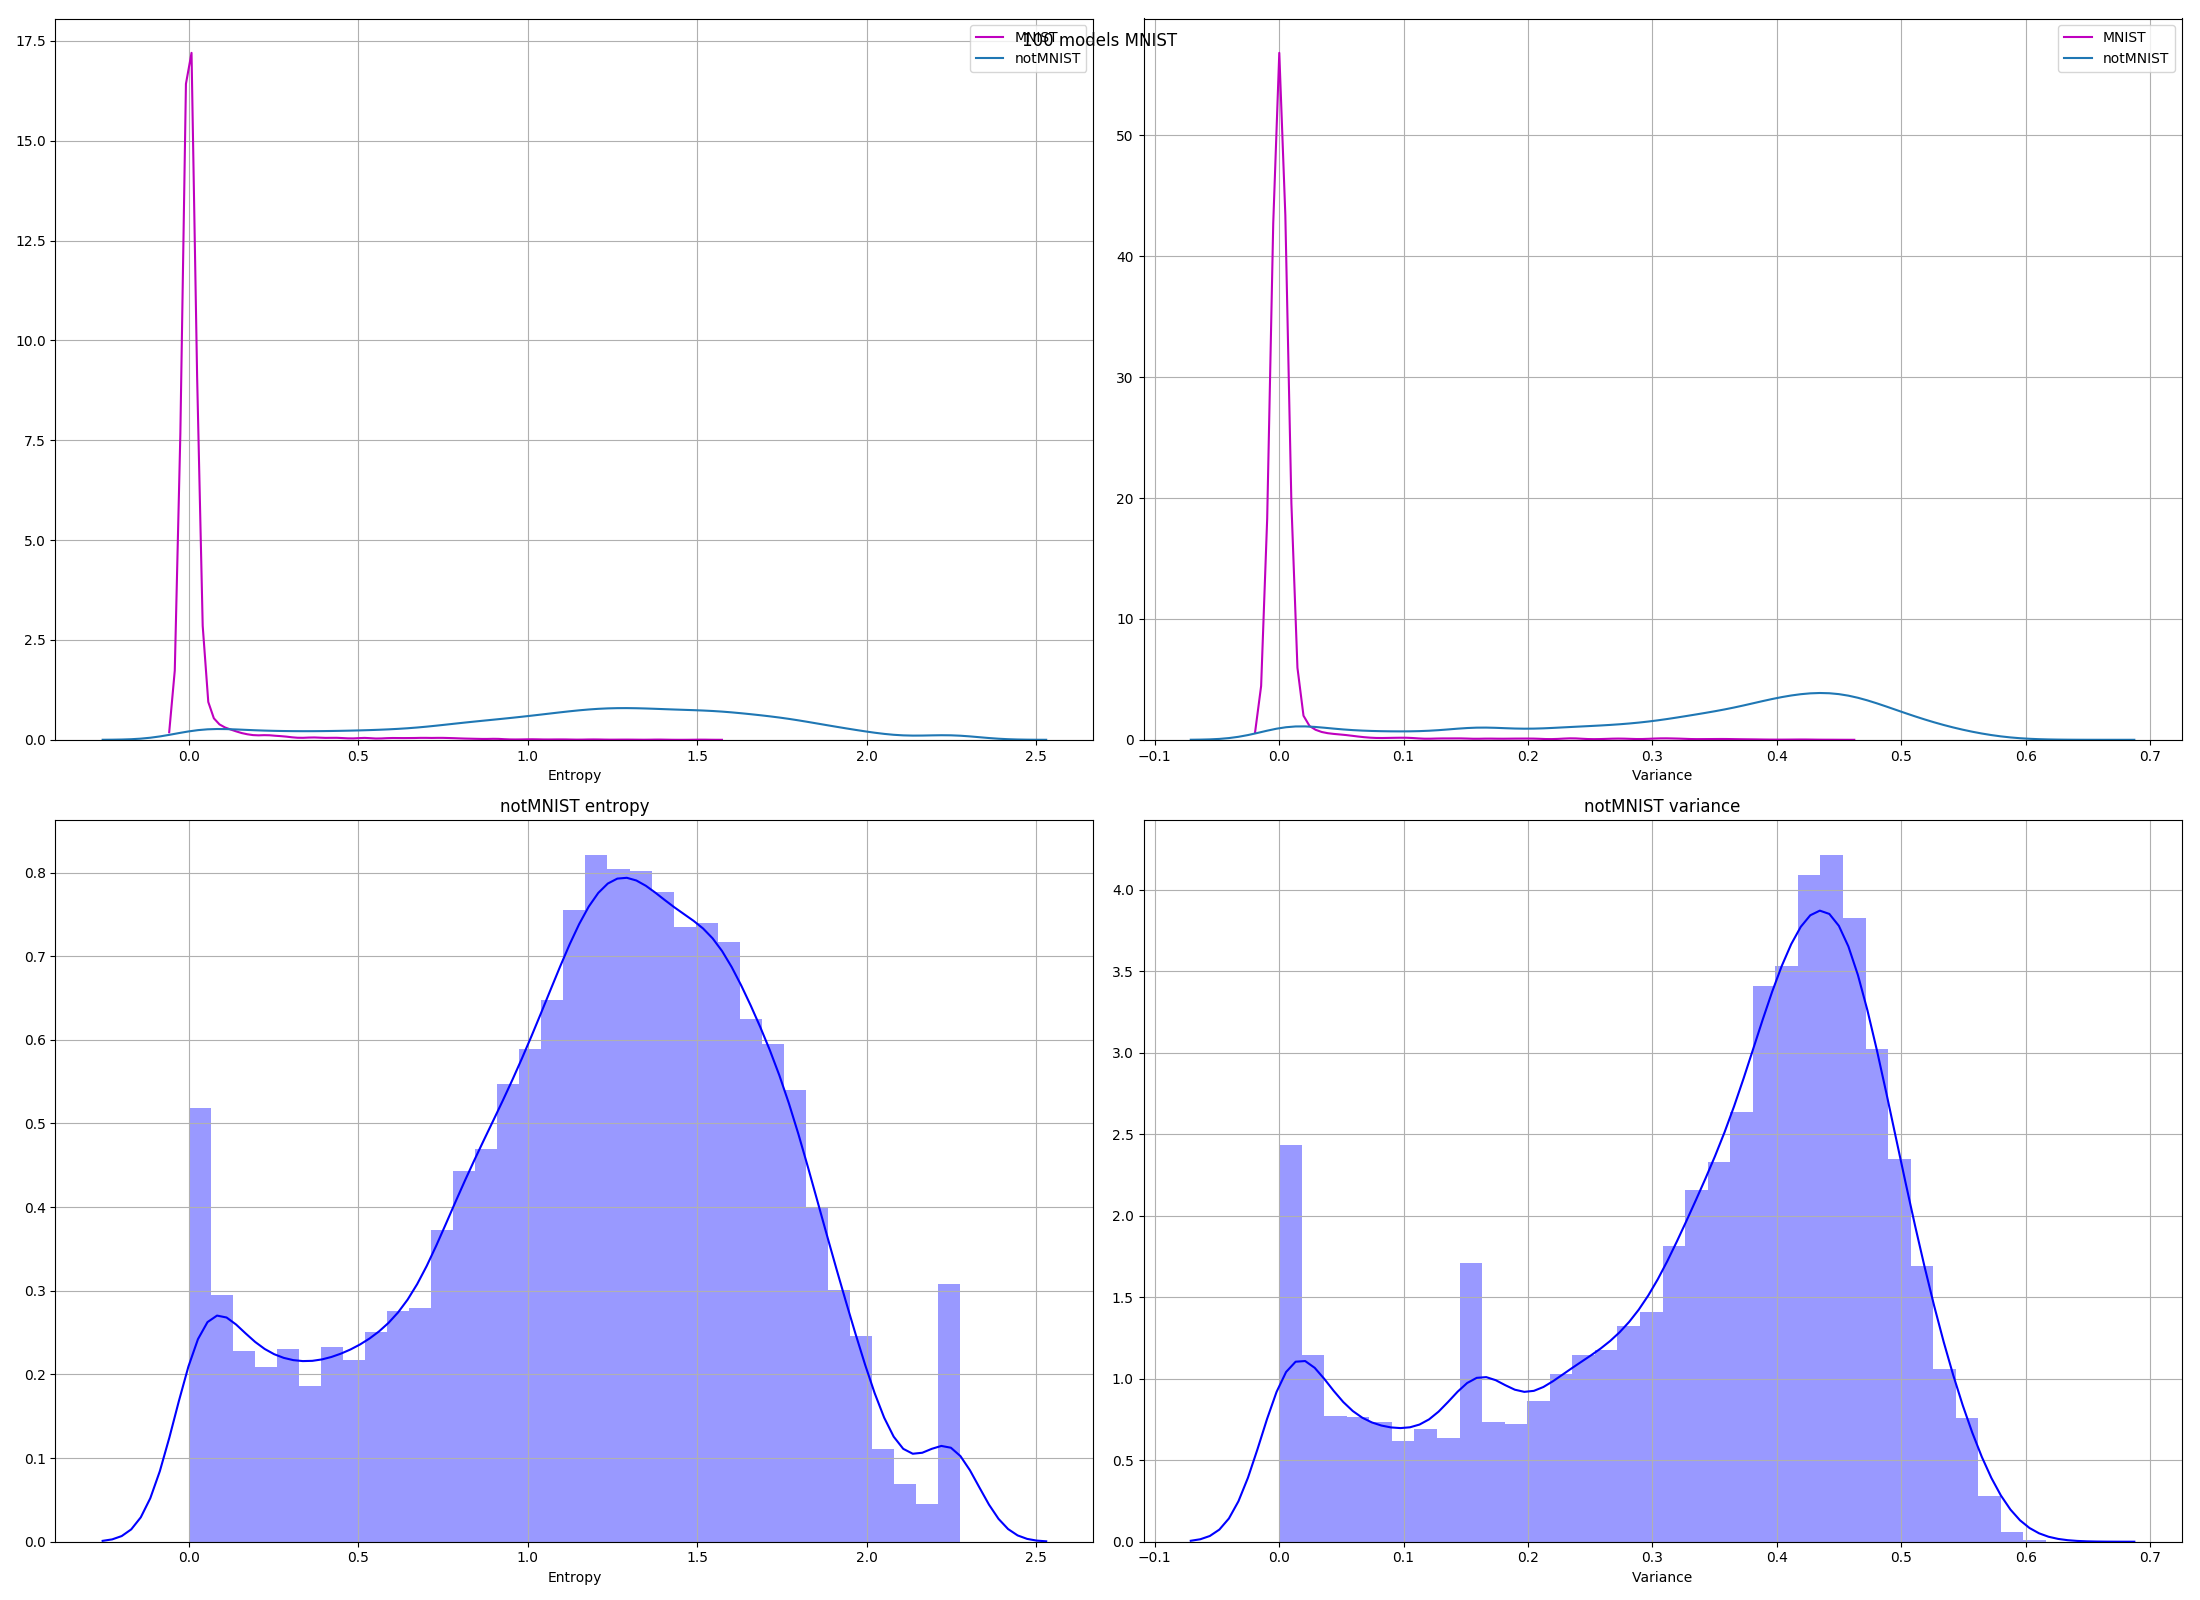 100 models MNIST
17.5
15.0
12.5
10.0
7.5
5.0
2.5
0.0
MNIST
notMNIST
0.0 0.5 1.0 1.5 2.0 2.5
Entropy
50
40
30
20
10
0
MNIST
notMNIST
−0.1 0.0 0.1 0.2 0.3 0.4 0.5 0.6 0.7
Variance
notMNIST entropy
0.8
0.7
0.6
0.5
0.4
0.3
0.2
0.1
0.0
0.0 0.5 1.0 1.5 2.0 2.5
Entropy
notMNIST variance
4.0
3.5
3.0
2.5
2.0
1.5
1.0
0.5
0.0
−0.1 0.0 0.1 0.2 0.3 0.4 0.5 0.6 0.7
Variance